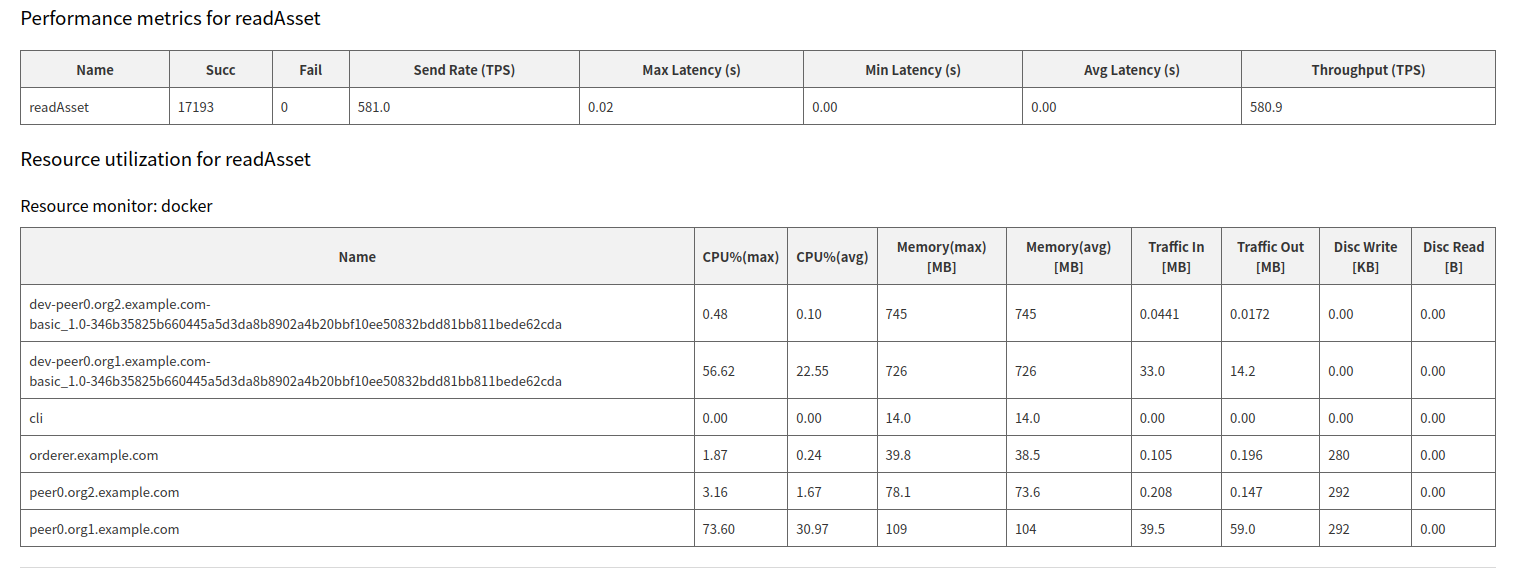 Performance metrics for readAsset
Name Succ Fail Send Rate (TPS) Max Latency (s) Min Latency (s) Avg Latency (s) Throughput (TPS)
readAsset 17193 0 581.0 0.02 0.00 0.00 580.9
Resource utilization for readAsset
Resource monitor: docker
Name CPU%(max) CPU%(avg) Memory(max) [MB] Memory(avg) [MB] Traffic In [MB] Traffic Out [MB] Disc Write [KB] Disc Read [B]
dev-peer0.org2.example.com-
basic_1.0-346b35825b660445a5d3da8b8902a4b20bbf10ee50832bdd81bb811bede62cda 0.48 0.10 745 745 0.0441 0.0172 0.00 0.00
dev-peer0.org1.example.com-
basic_1.0-346b35825b660445a5d3da8b8902a4b20bbf10ee50832bdd81bb811bede62cda 56.62 22.55 726 726 33.0 14.2 0.00 0.00
cli 0.00 0.00 14.0 14.0 0.00 0.00 0.00 0.00
orderer.example.com 1.87 0.24 39.8 38.5 0.105 0.196 280 0.00
peer0.org2.example.com 3.16 1.67 78.1 73.6 0.208 0.147 292 0.00
peer0.org1.example.com 73.60 30.97 109 104 39.5 59.0 292 0.00